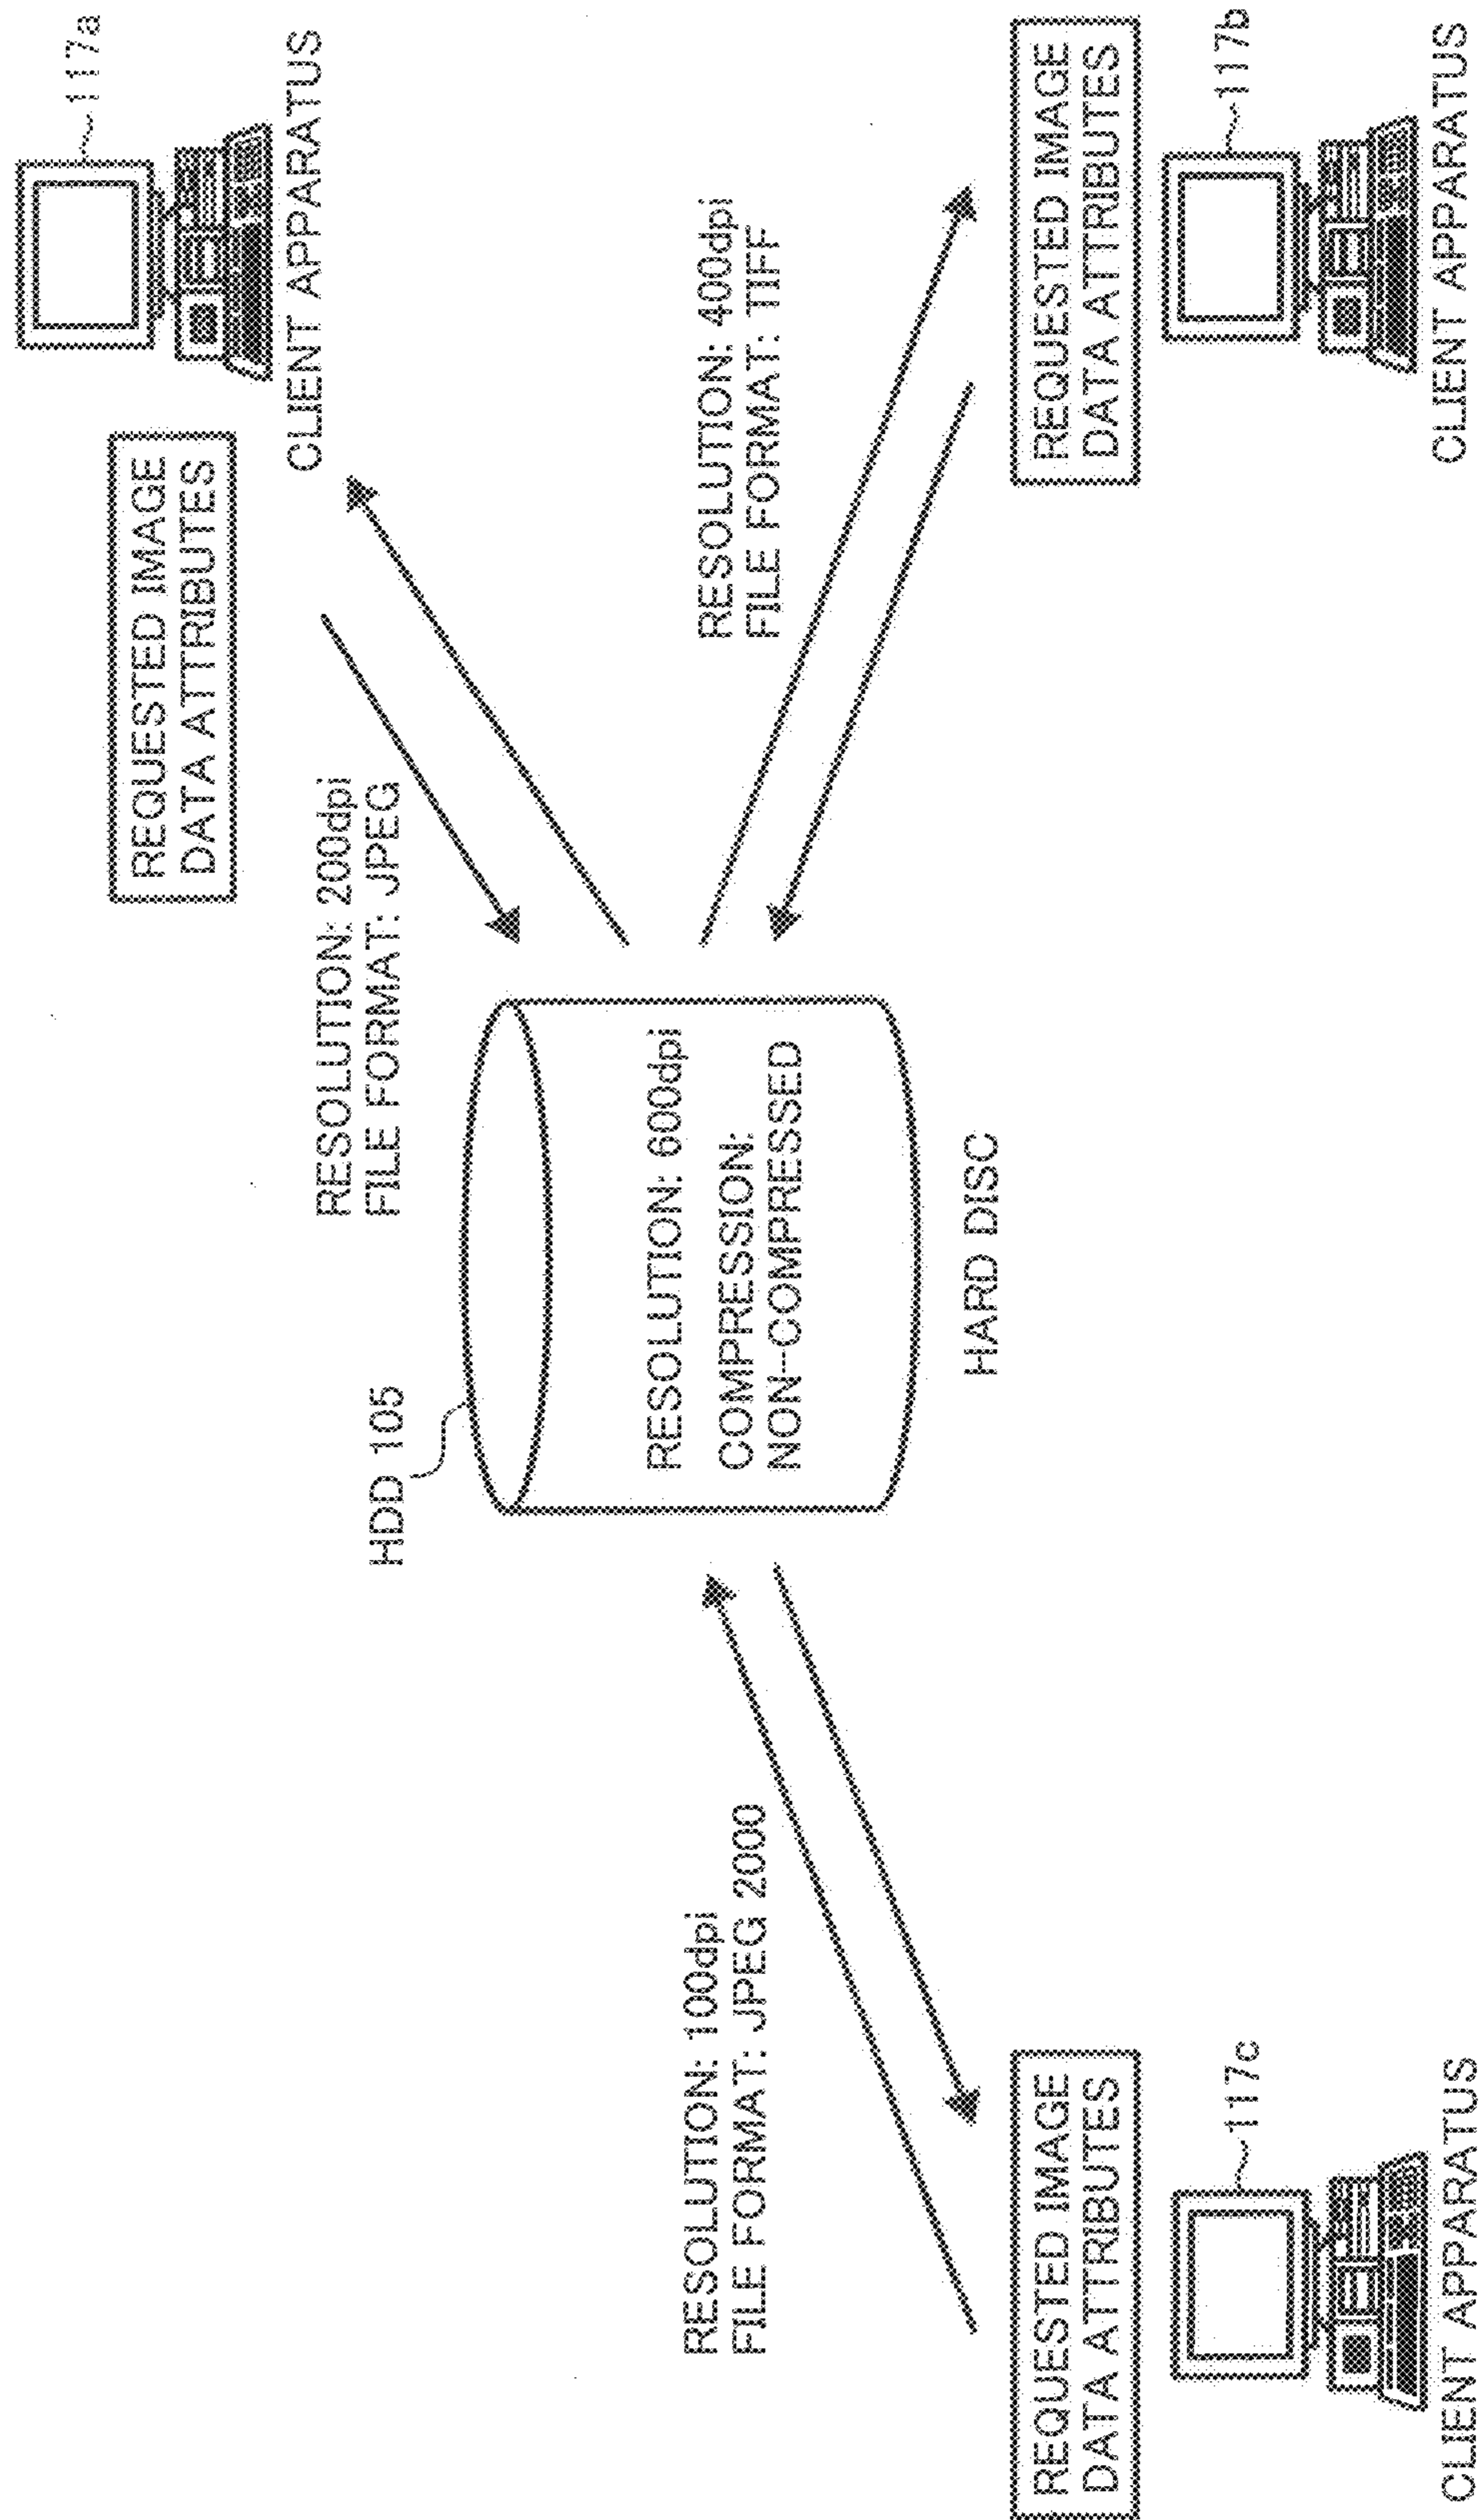 117a
CLIENT APPARATUS
REQUESTED IMAGE
DATA ATTRIBUTES
RESOLUTION: 200dpi
FILE FORMAT: JPEG
HDD 105
RESOLUTION: 600dpi
COMPRESSION:
NON-COMPRESSED
HARD DISC
RESOLUTION: 100dpi
FILE FORMAT: JPEG 2000
RESOLUTION: 400dpi
FILE FORMAT: TIFF
REQUESTED IMAGE
DATA ATTRIBUTES
117c
CLIENT APPARATUS
REQUESTED IMAGE
DATA ATTRIBUTES
117b
CLIENT APPARATUS